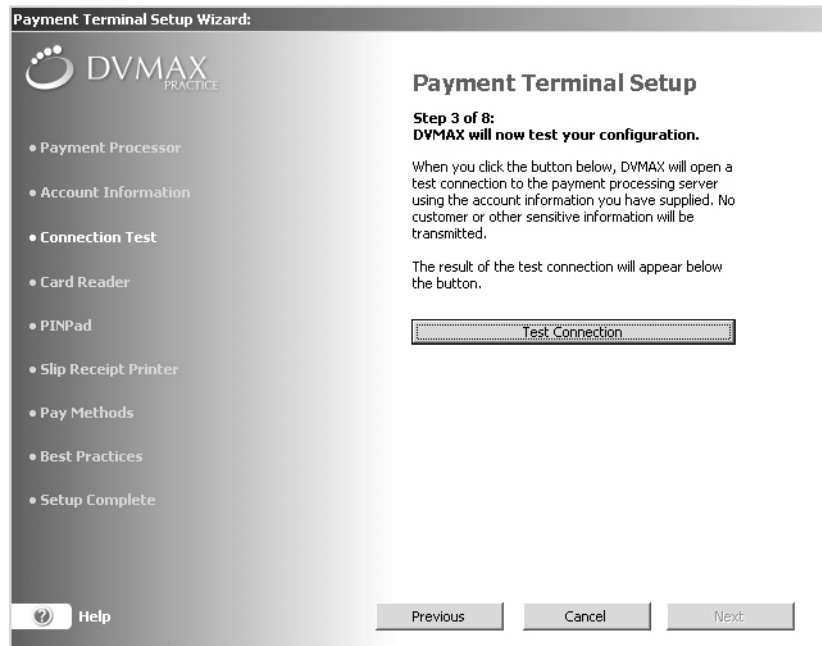 Payment Terminal Setup Wizard:
DVMAX
PRACTICE
• Payment Processor
• Account Information
• Connection Test
• Card Reader
• PINPad
• Slip Receipt Printer
• Pay Methods
• Best Practices
• Setup Complete
? Help
Payment Terminal Setup
Step 3 of 8:
DVMAX will now test your configuration.
When you click the button below, DVMAX will open a
test connection to the payment processing server
using the account information you have supplied. No
customer or other sensitive information will be
transmitted.
The result of the test connection will appear below
the button.
Test Connection
Previous
Cancel
Next